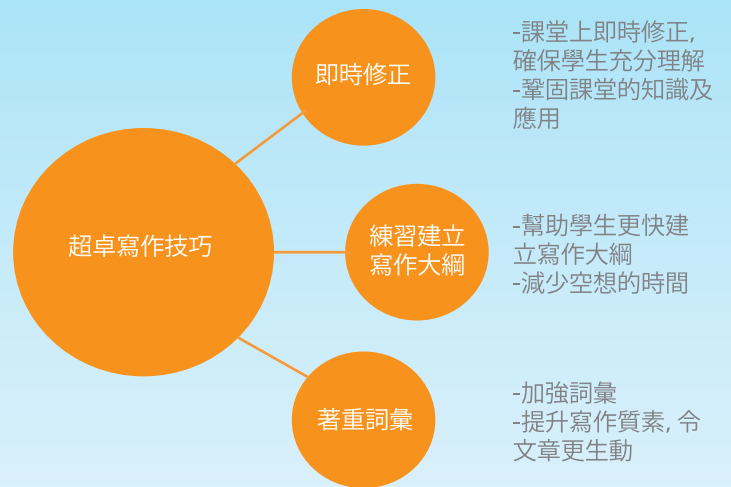 超卓寫作技巧
即時修正
-課堂上即時修正,
確保學生充分理解
-鞏固課堂的知識及
應用
練習建立
寫作大綱
-幫助學生更快建
立寫作大綱
-減少空想的時間
著重詞彙
-加強詞彙
-提升寫作質素, 令
文章更生動